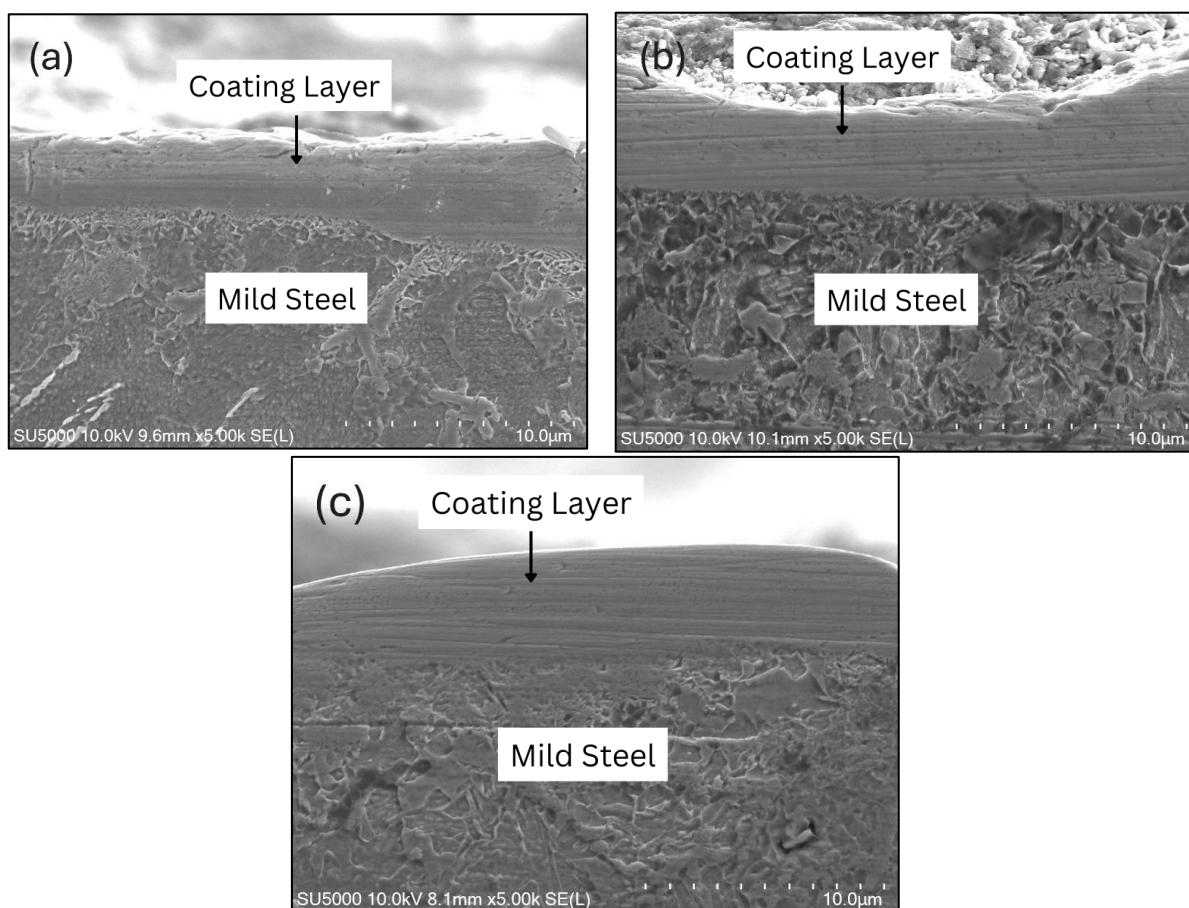 (a)
Coating Layer
Mild Steel
SU5000 10.0kV 9.6mm x5.00k SE(L)
10.0µm
(b)
Coating Layer
Mild Steel
SU5000 10.0kV 10.1mm x5.00k SE(L)
10.0µm
(c)
Coating Layer
Mild Steel
SU5000 10.0kV 8.1mm x5.00k SE(L)
10.0µm